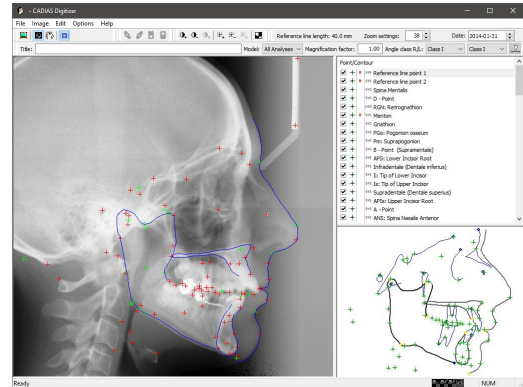 - CADIAS Digitizer
File Image Edit Options Help
Reference line length: 40.0 mm Zoom settings: 38 Date: 2014-01-31
Title: Model: All Analyses Magnification factor: 1.00 Angle class R/L: Class I Class I
Point/Contour
Reference line point 1
Reference line point 2
Spina Mentalis
D - Point
RGN: Retrognathion
Menton
Gnathion
PGo: Pogonion osseum
Pm: Suprapogonion
B - Point (Supramentale)
APIi: Lower Incisor Root
Infradentale (Dentale inferius)
Ii: Tip of Lower Incisor
Is: Tip of Upper Incisor
Supradentale (Dentale superius)
APIs: Upper Incisor Root
A - Point
ANS: Spina Nasalis Anterior
Ready NUM